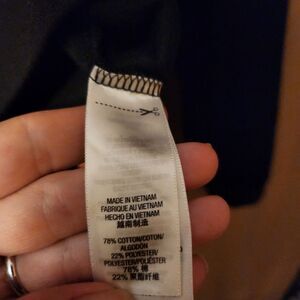 MADE IN VIETNAM
FABRIQUÉ AU VIETNAM
HECHO EN VIETNAM
越南制造
78% COTTON/COTON/
ALGODÓN
22% POLYESTER/
POLYESTER/POLIÉSTER
78% 棉
22% 聚酯纤维